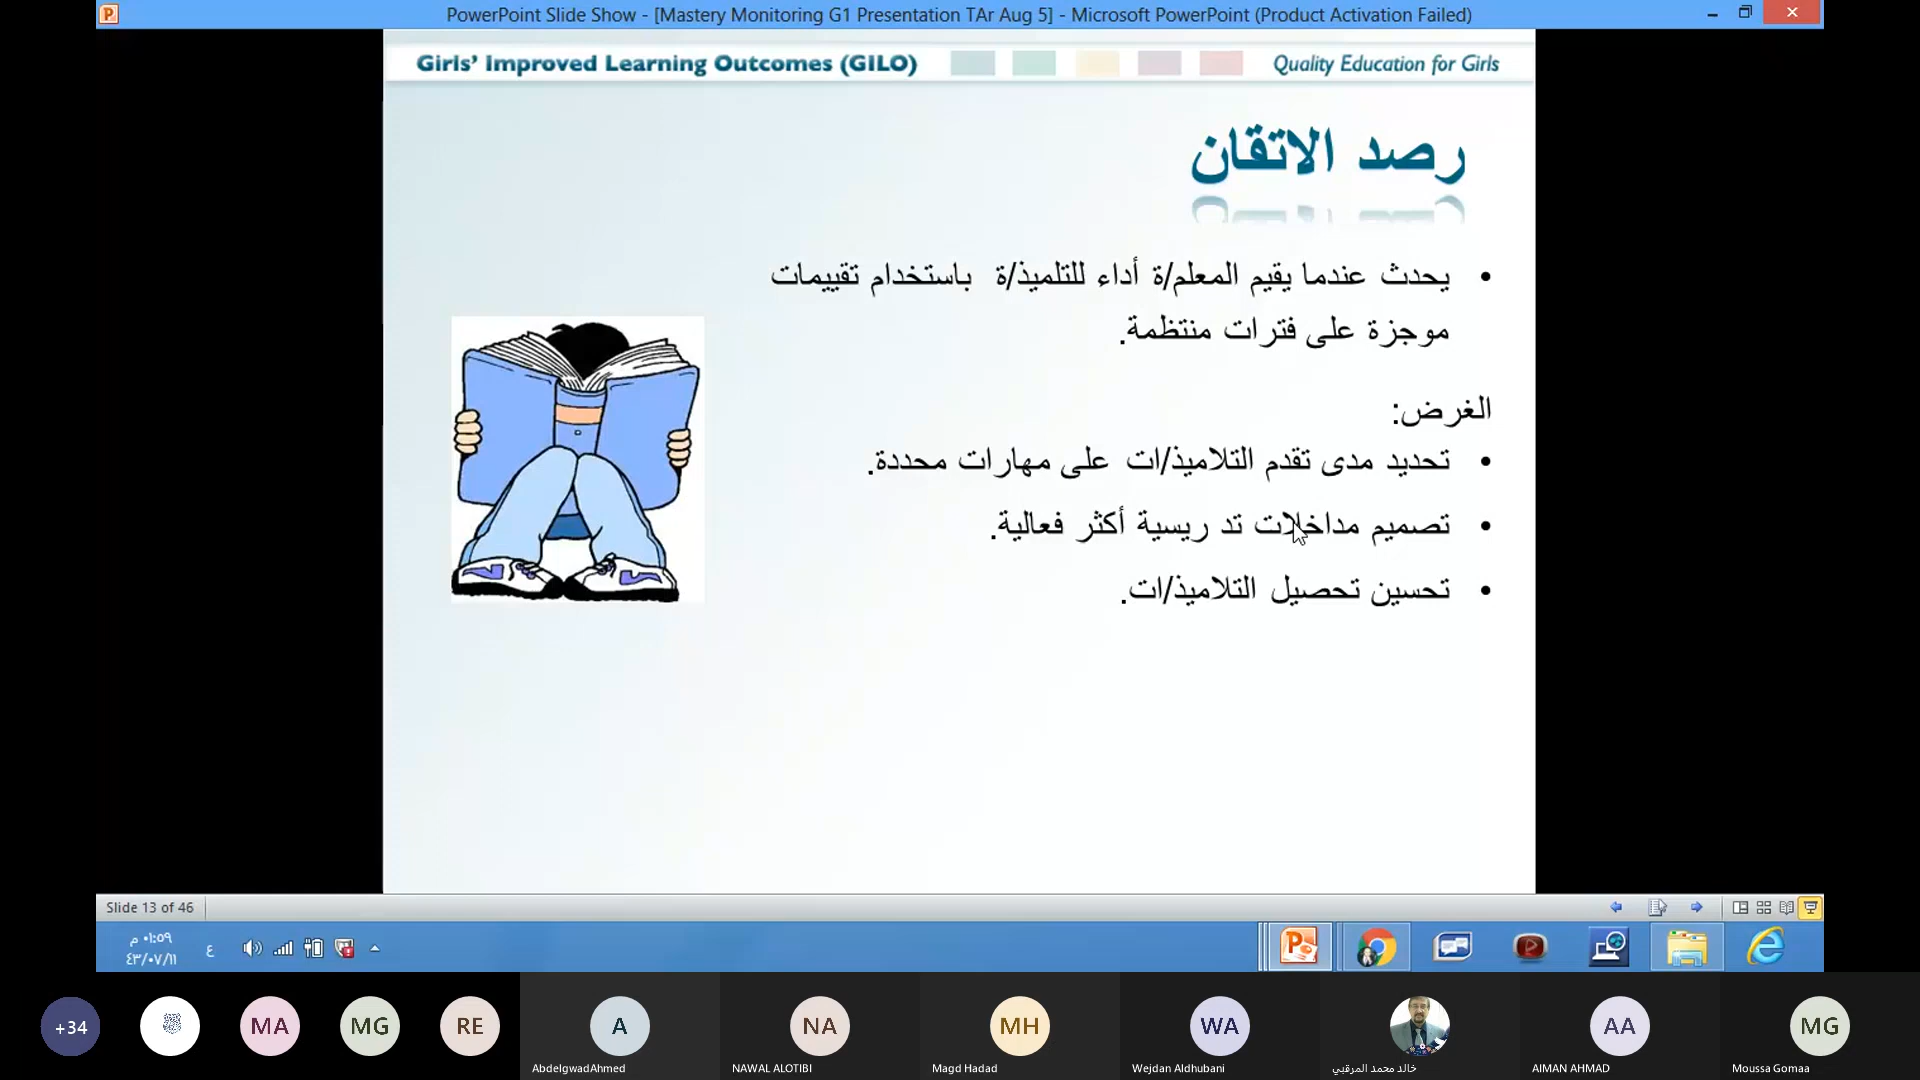 PowerPoint Slide Show - [Mastery Monitoring G1 Presentation TAr Aug 5] - Microsoft PowerPoint (Product Activation Failed)
Girls' Improved Learning Outcomes (GILO)
Quality Education for Girls
رصد الاتقان
• يحدث عندما يقيم المعلم/ة أداء للتلميذ/ة باستخدام تقييمات
موجزة على فترات منتظمة.
الغرض:
• تحديد مدى تقدم التلاميذ/ات على مهارات محددة.
• تصميم مداخلات تد ريسية أكثر فعالية.
• تحسين تحصيل التلاميذ/ات.
Slide 13 of 46
٠١:٥٩ م
٤٣/٠٧/١١
ع
+34
MA
MG
RE
A
AbdelgwadAhmed
NA
NAWAL ALOTIBI
MH
Magd Hadad
WA
Wejdan Aldhubani
خالد محمد المرقبي
AA
AIMAN AHMAD
MG
Moussa Gomaa